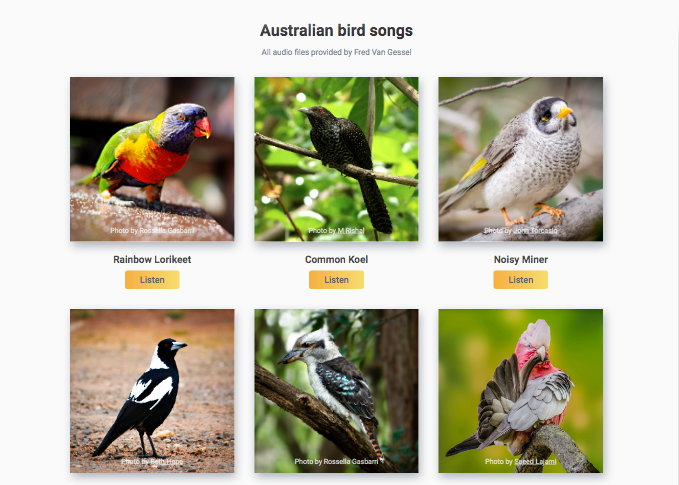 Australian bird songs
All audio files provided by Fred Van Gessel
Photo by Rossella Gasbarri
Photo by M Rishal
Photo by John Torcasio
Rainbow Lorikeet
Common Koel
Noisy Miner
Listen
Listen
Listen
Photo by Beth Hope
Photo by Rossella Gasbarri
Photo by Saeed Lajami